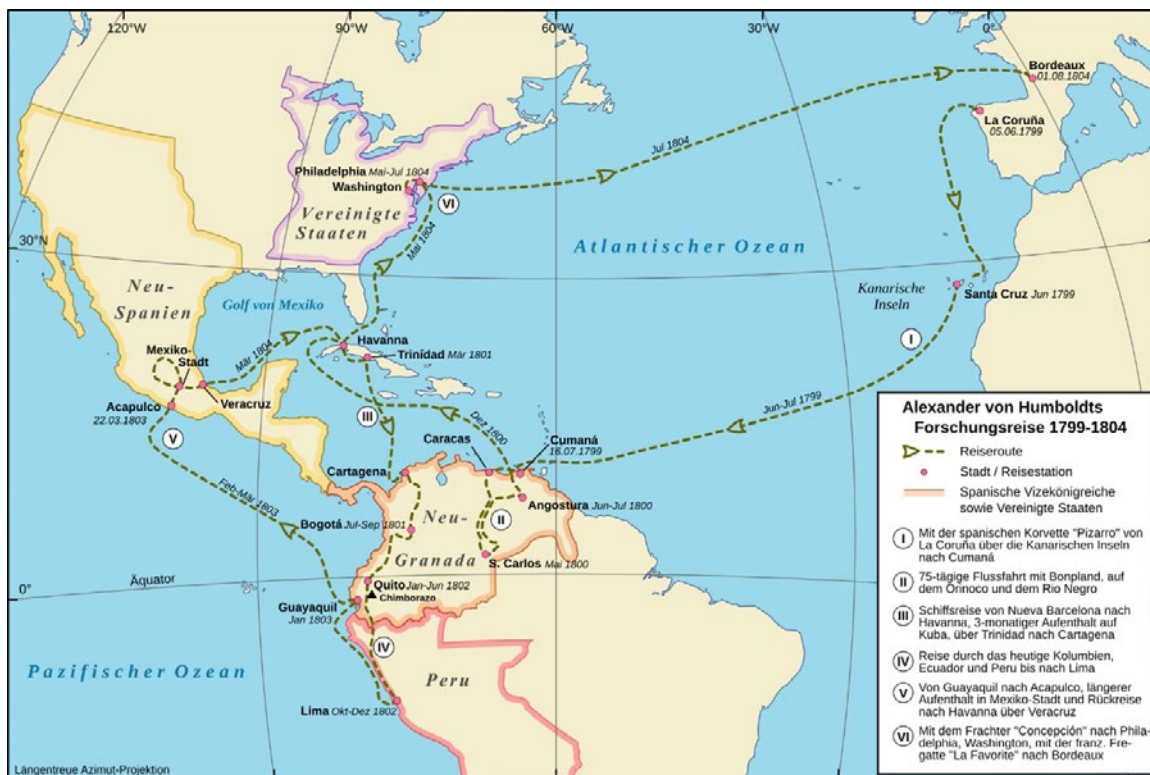 120°W
90°W
60°W
30°W
0°
Bordeaux
01.08.1804
La Coruña
05.06.1799
Jul 1804
Philadelphia Mai-Jul 1804
Washington
VI
Vereinigte
Staaten
Mai 1804
Atlantischer Ozean
30°N
Neu-
Spanien
Golf von Mexiko
Kanarische
Inseln
Santa Cruz Jun 1799
I
Mexiko-
Stadt
Mär 1804
Havanna
Trinídad Mär 1801
Acapulco
22.03.1803
Veracruz
V
III
Dez 1800
Jun-Jul 1799
Caracas
Cumaná
16.07.1799
Cartagena
Angostura Jun-Jul 1800
II
Feb-Mär 1803
Bogotá Jul-Sep 1801
Neu-
Granada
S. Carlos Mai 1800
0°
Äquator
Quito Jan-Jun 1802
Chimborazo
Guayaquil
Jan 1803
IV
Pazifischer Ozean
Peru
Lima Okt-Dez 1802
Längentreue Azimut-Projektion
Alexander von Humboldts
Forschungsreise 1799-1804
Reiseroute
Stadt / Reisestation
Spanische Vizekönigreiche
sowie Vereinigte Staaten
I Mit der spanischen Korvette "Pizarro" von
La Coruña über die Kanarischen Inseln
nach Cumaná
II 75-tägige Flussfahrt mit Bonpland, auf
dem Orinoco und dem Rio Negro
III Schiffsreise von Nueva Barcelona nach
Havanna, 3-monatiger Aufenthalt auf
Kuba, über Trinidad nach Cartagena
IV Reise durch das heutige Kolumbien,
Ecuador und Peru bis nach Lima
V Von Guayaquil nach Acapulco, längerer
Aufenthalt in Mexiko-Stadt und Rückreise
nach Havanna über Veracruz
VI Mit dem Frachter "Concepción" nach Phila-
delphia, Washington, mit der franz. Fre-
gatte "La Favorite" nach Bordeaux